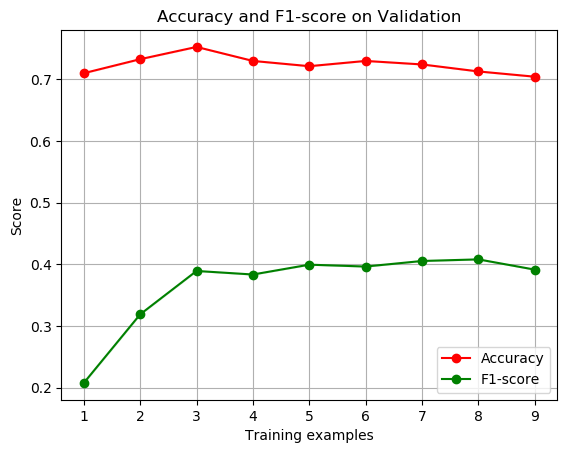 Accuracy and F1-score on Validation
Score
0.7
0.6
0.5
0.4
0.3
0.2
Accuracy
F1-score
1 2 3 4 5 6 7 8 9
Training examples